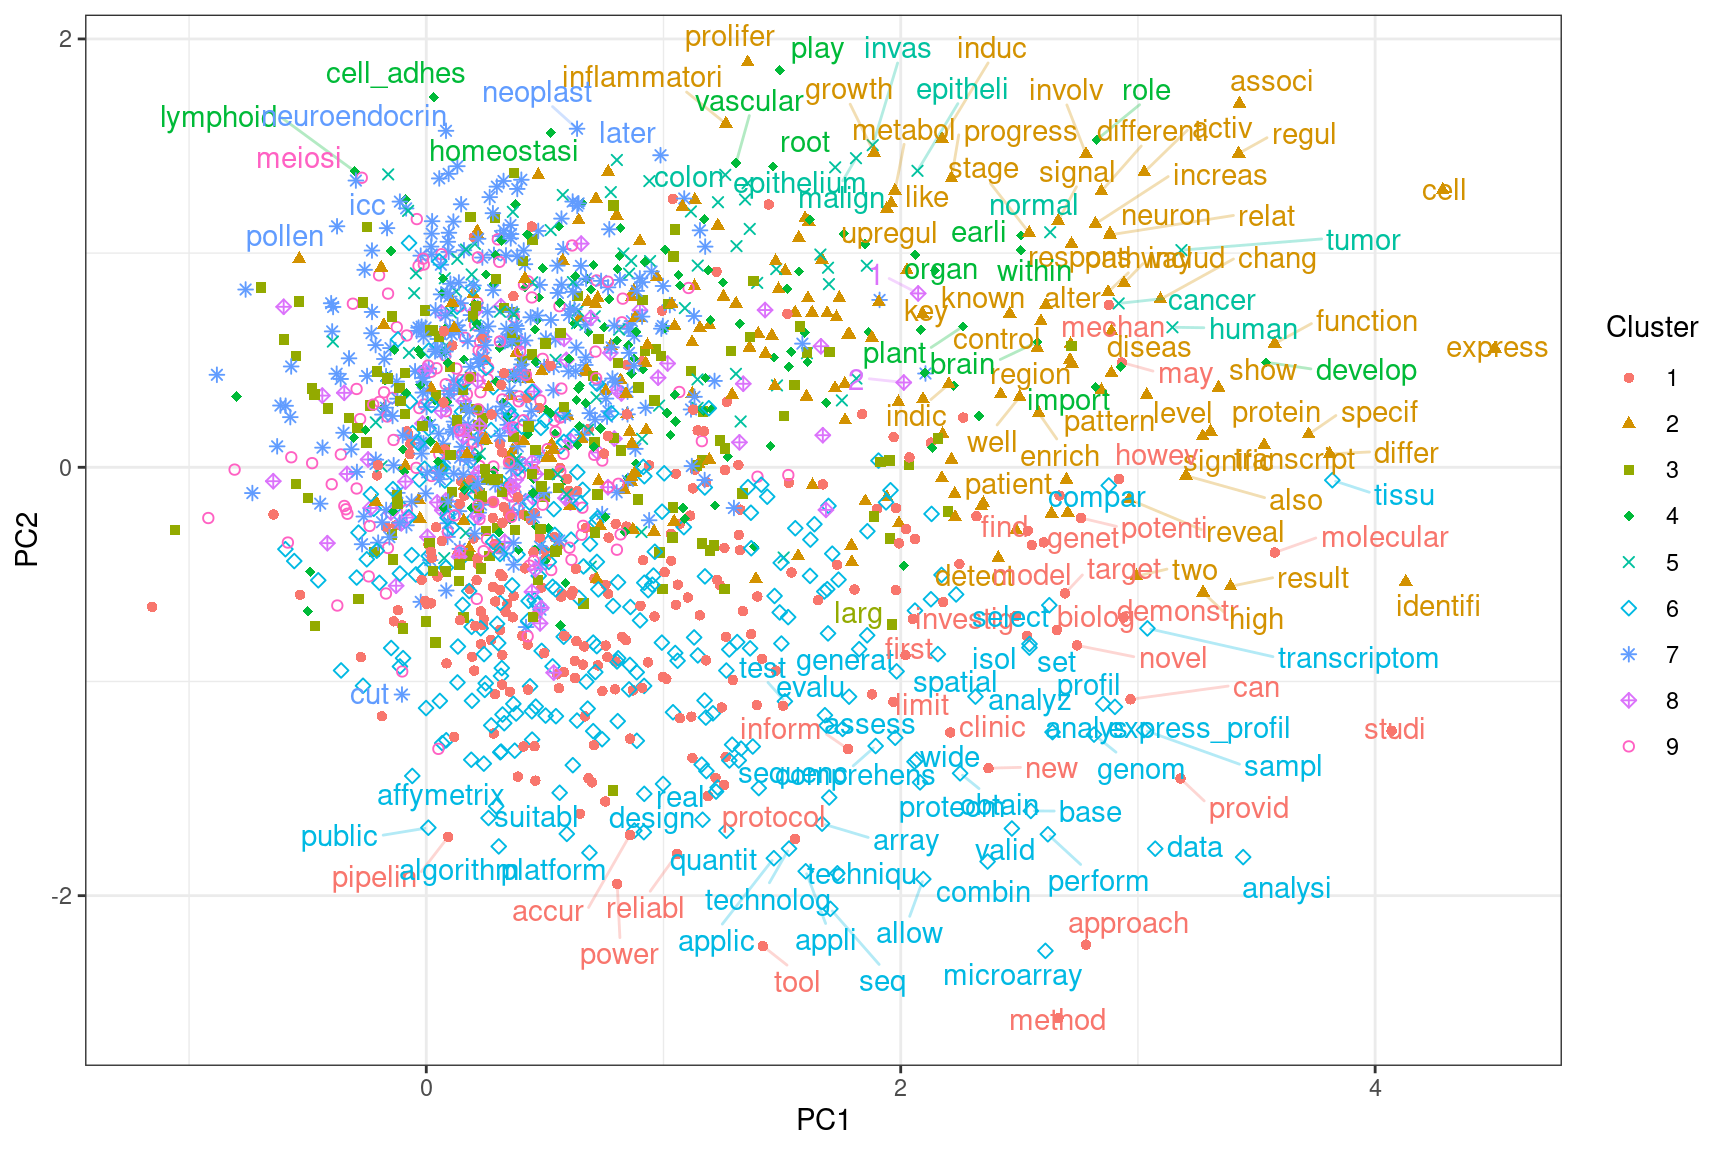 prolifer
play
invas
induc
2
cell_adhes
inflammatori
associ
neoplast
vascular
growth
epitheli
involv
role
lymphoid
neuroendocrin
later
root
metabol
progress
differenti
activ
regul
meiosi
homeostasi
colon
epithelium
malign
like
stage
signal
increas
cell
icc
normal
neuron
relat
pollen
upregul
earli
tumor
1
organ
within
respons
pathway
includ
chang
key
known
alter
cancer
control
mechan
human
function
express
plant
brain
diseas
2
region
may
show
develop
indic
import
pattern
level
protein
specif
well
enrich
howev
signific
transcript
differ
0
patient
compar
also
tissu
find
genet
potenti
reveal
molecular
detect
model
target
two
result
larg
investig
select
biolog
demonstr
high
identifi
first
general
isol
set
novel
transcriptom
test
evalu
spatial
analyz
profil
can
cut
limit
inform
assess
clinic
analys
express_profil
studi
sequenc
comprehens
wide
new
genom
sampl
affymetrix
real
proteom
obtain
base
provid
public
suitabl
design
protocol
array
valid
data
pipelin
algorithm
platform
quantit
techniqu
perform
analysi
-2
accur
reliabl
technolog
combin
power
applic
appli
allow
approach
tool
seq
microarray
method
0
2
4
PC1
PC2
Cluster
1
2
3
4
5
6
7
8
9